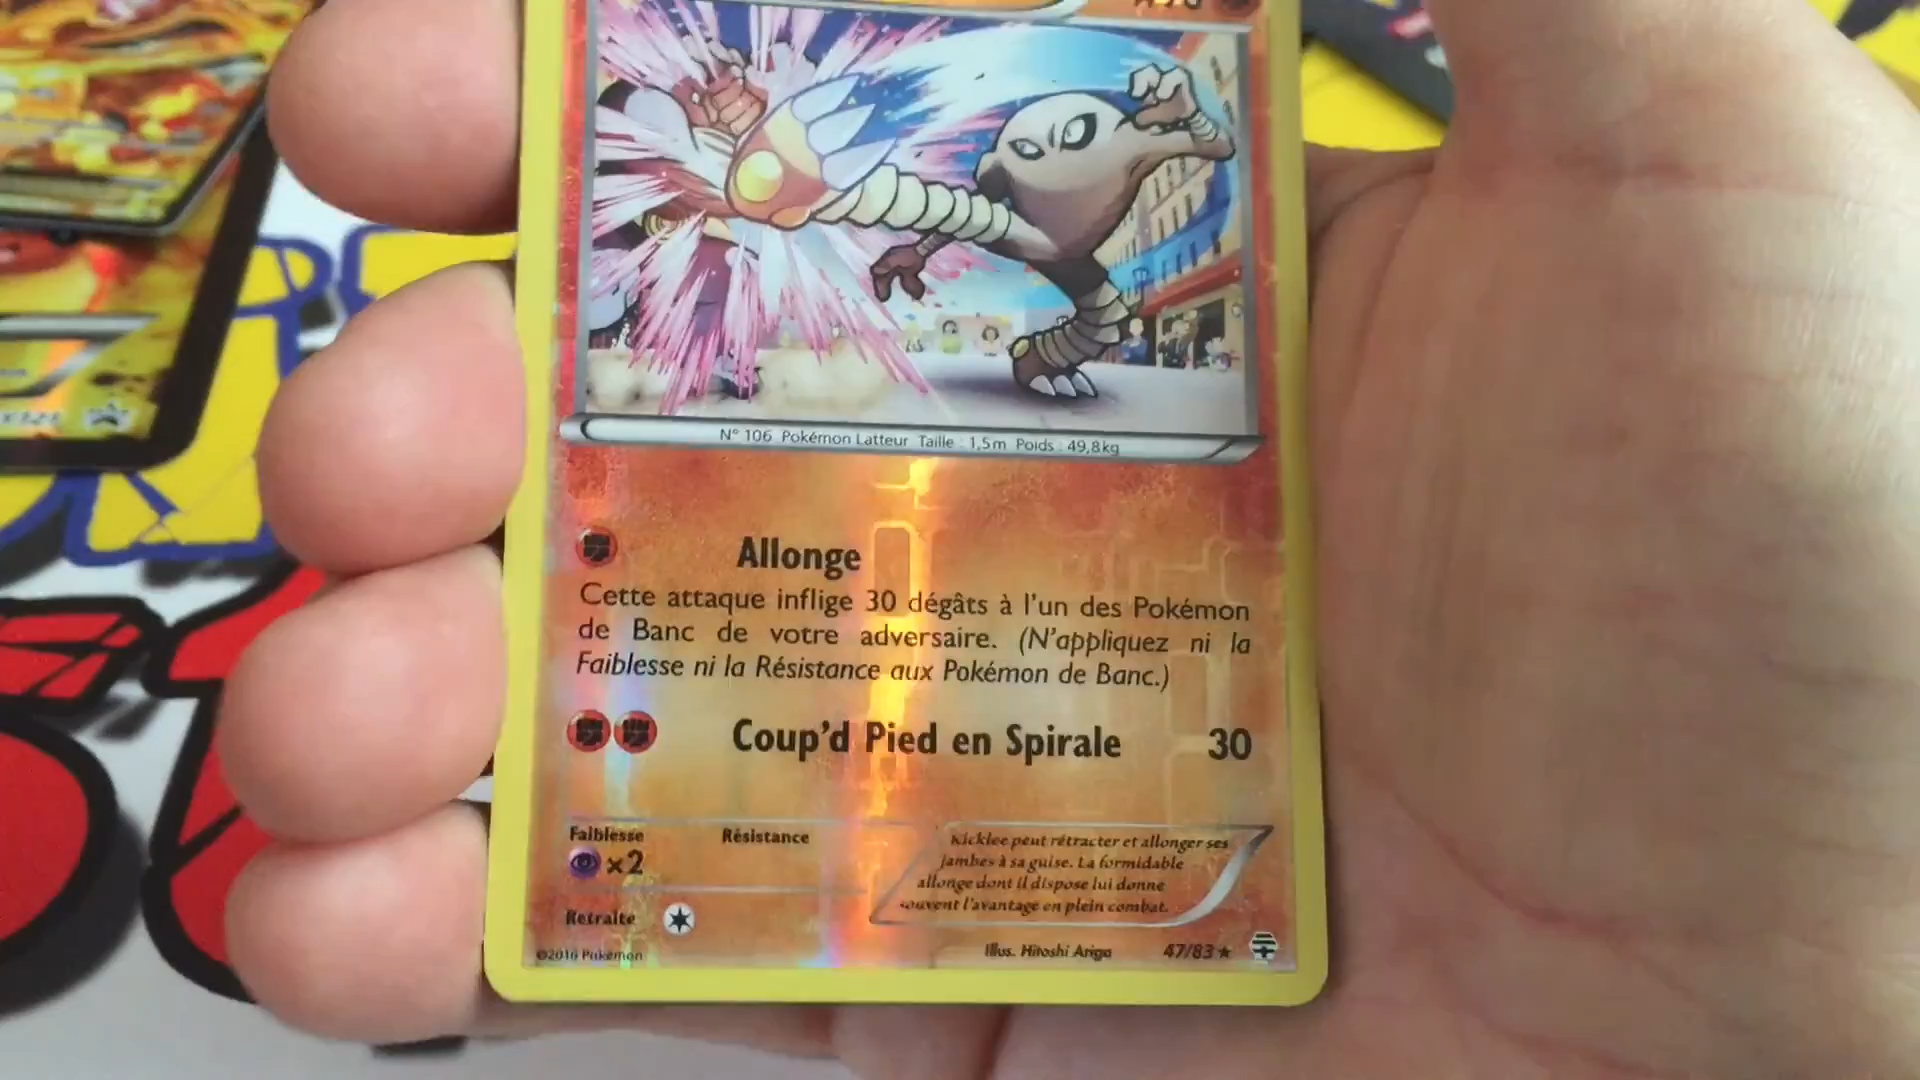 N° 106 Pokémon Latteur Taille : 1,5m Poids : 49,8kg
Allonge
Cette attaque inflige 30 dégâts à l'un des Pokémon
de Banc de votre adversaire. (N'appliquez ni la
Faiblesse ni la Résistance aux Pokémon de Banc.)
Coup'd Pied en Spirale 30
Faiblesse Résistance
×2
Kicklee peut rétracter et allonger ses
jambes à sa guise. La formidable
allonge dont il dispose lui donne
souvent l'avantage en plein combat.
Retraite
©2016 Pokémon
Illus. Hitoshi Ariga 47/83 ★